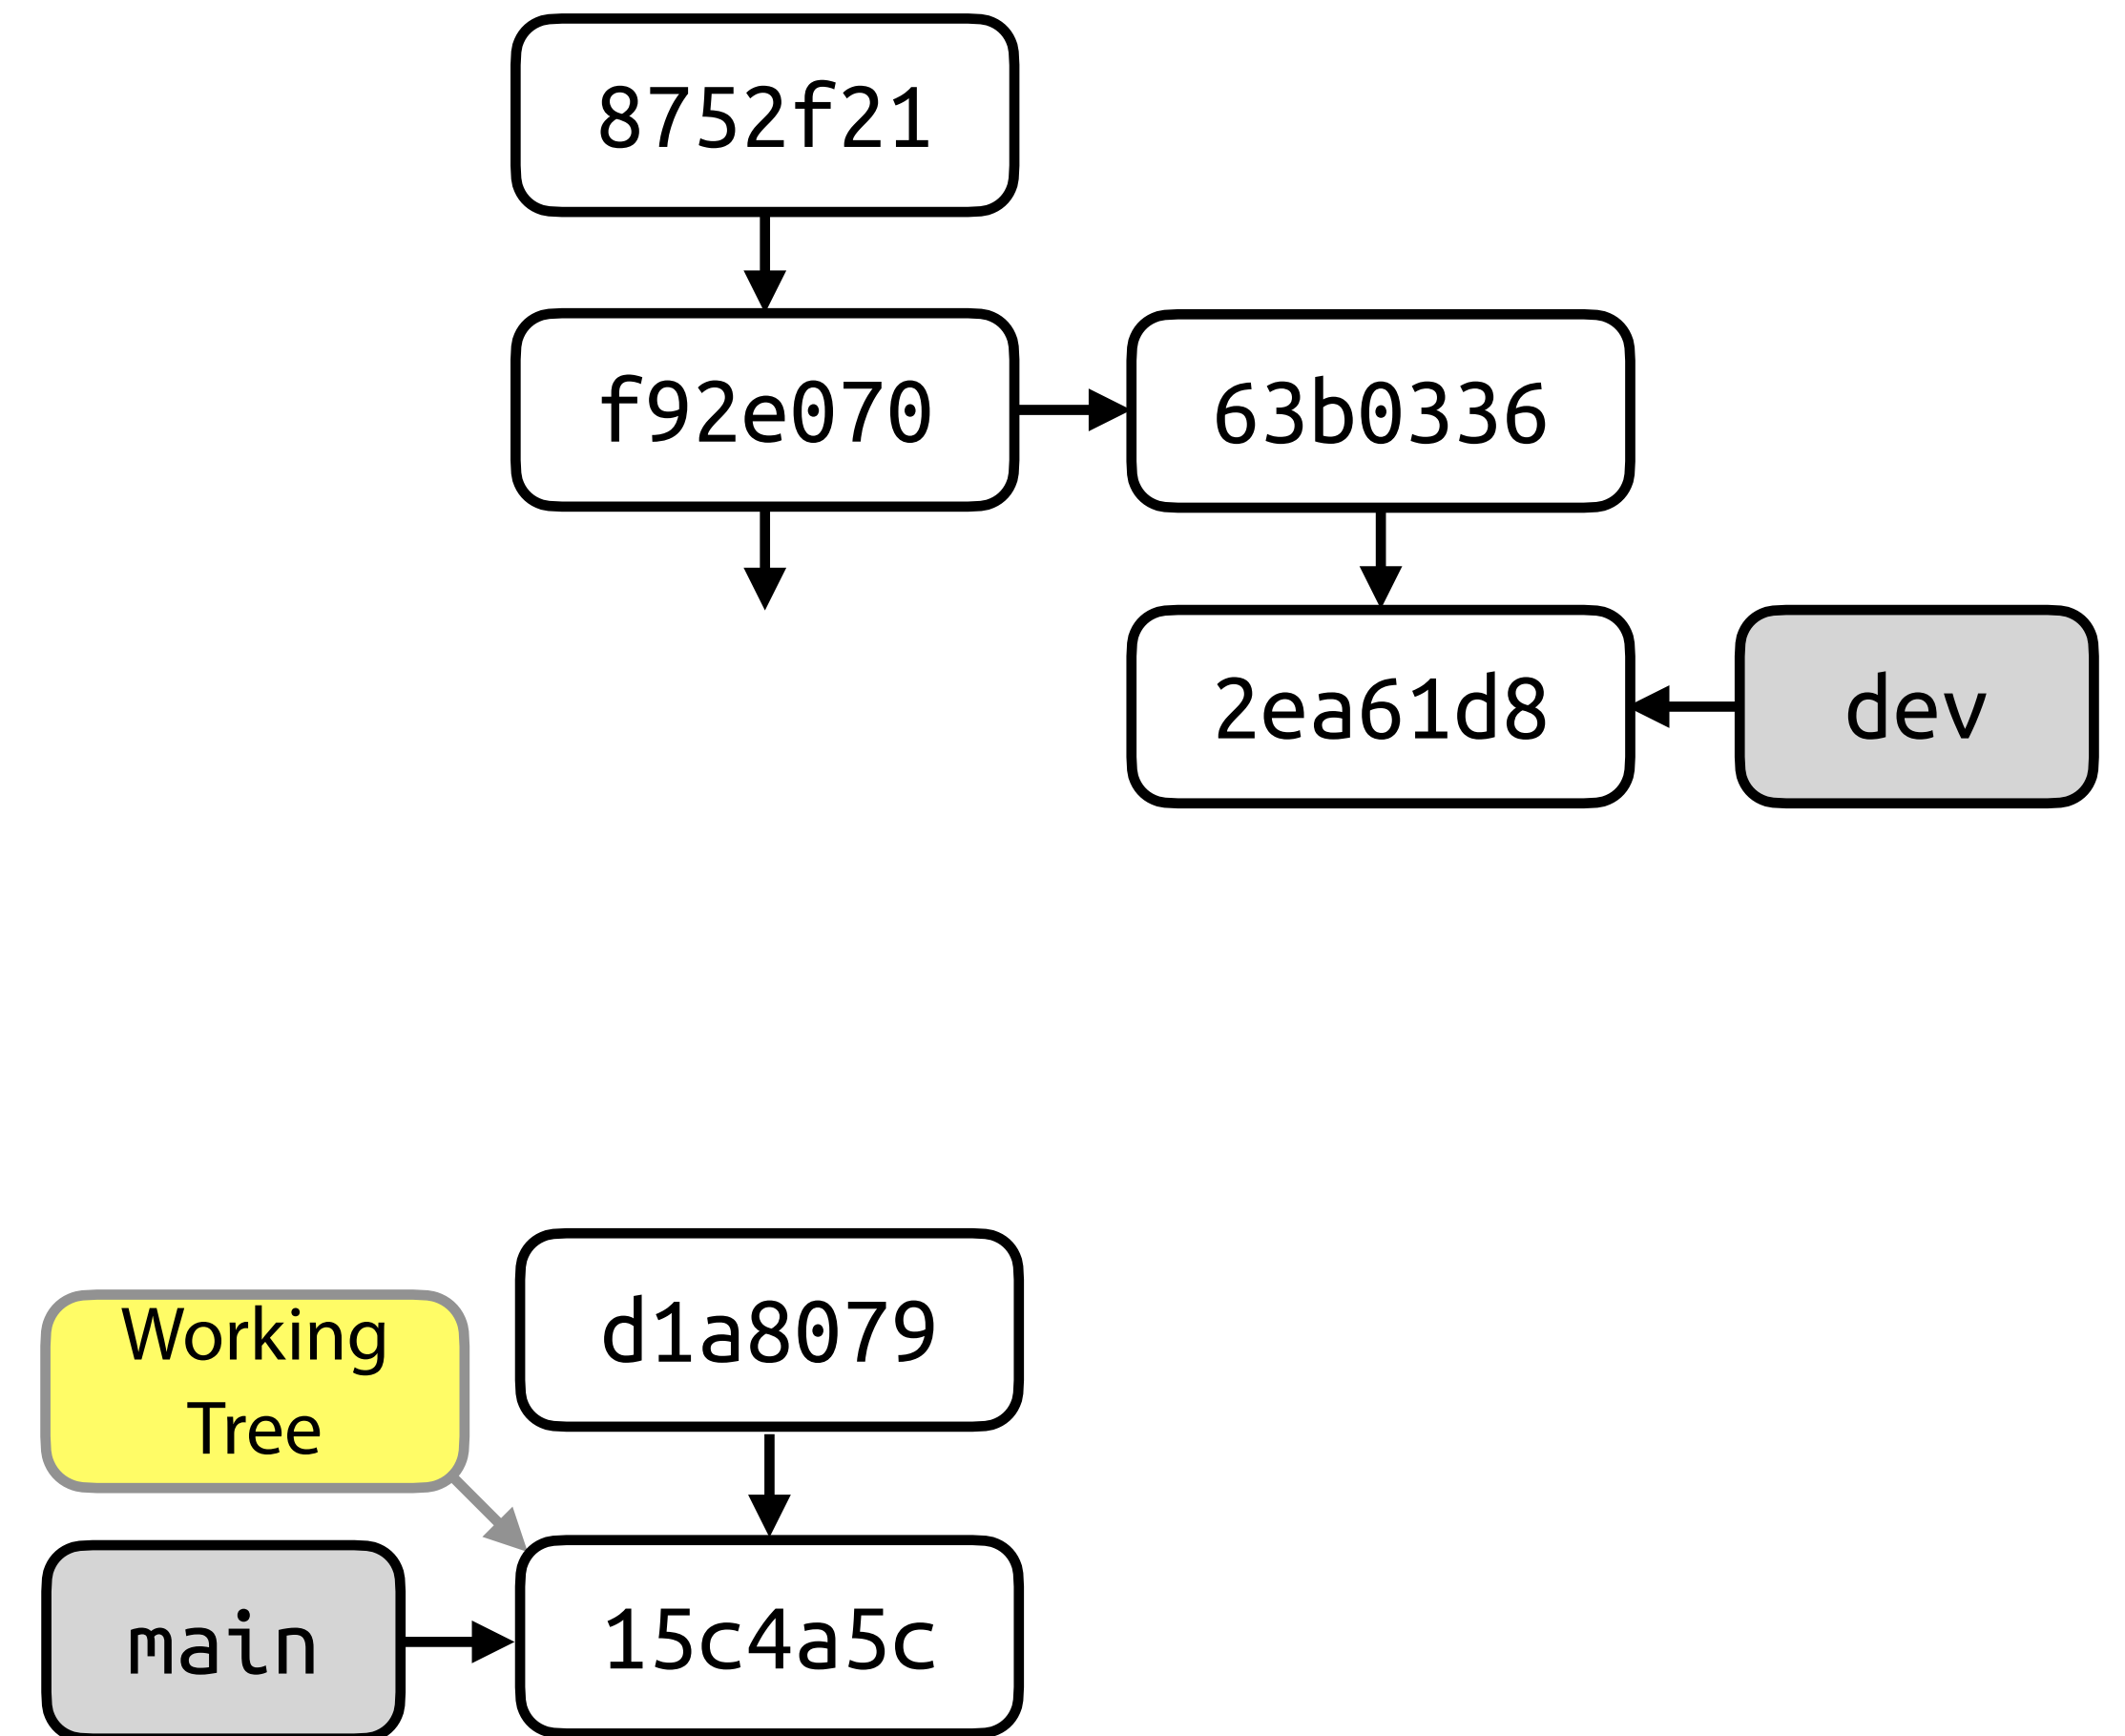 8752f21
f92e070
63b0336
2ea61d8
dev
d1a8079
Working
Tree
main
15c4a5c